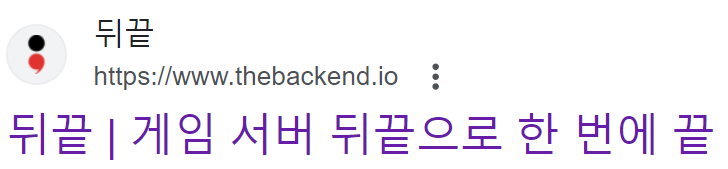 뒤끝
https://www.thebackend.io
뒤끝 | 게임 서버 뒤끝으로 한 번에 끝